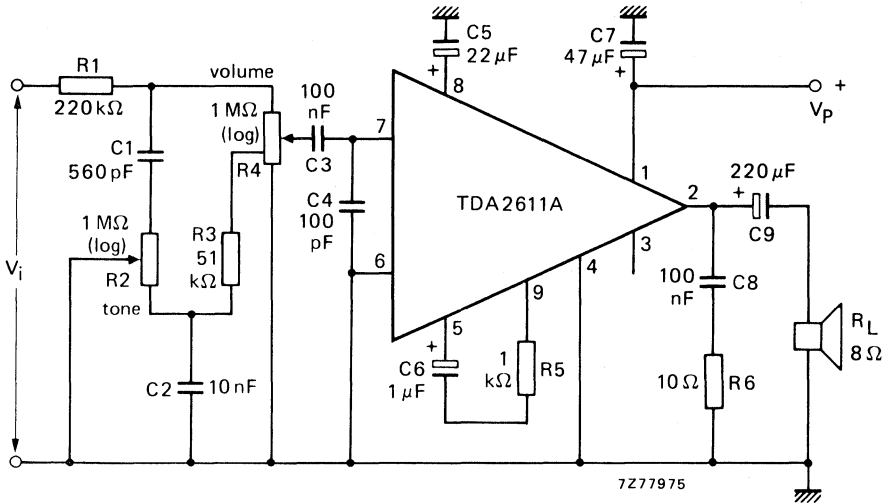 C5
22 μF
+
8
C7
47 μF
+
R1
220 kΩ
volume
1 MΩ
(log)
R4
100
nF
C3
7
V_P
+
1
C1
560 pF
C4
100
pF
TDA2611A
2
220 μF
+
C9
3
1 MΩ
(log)
R2
tone
R3
51
kΩ
V_i
6
4
100
nF
C8
9
5
+
C6
1 μF
1
kΩ
R5
R_L
8 Ω
C2
10 nF
10 Ω
R6
7Z77975